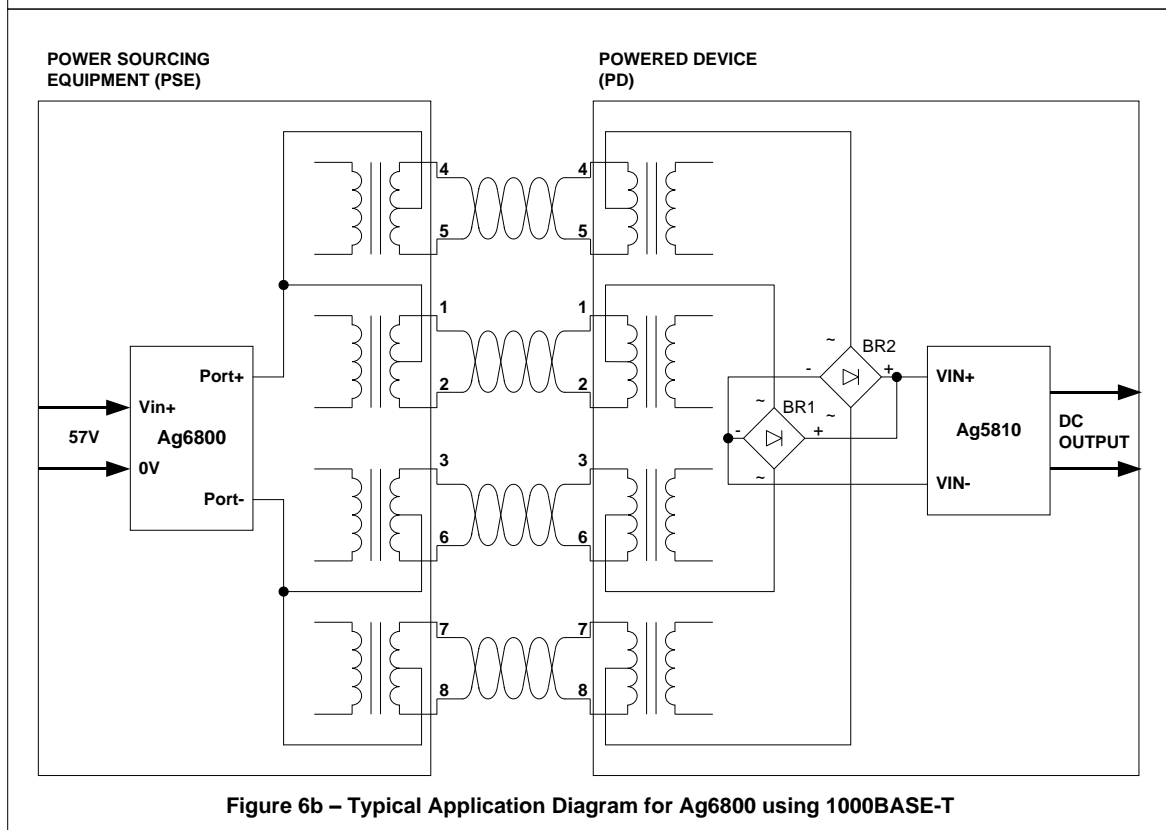 POWER SOURCING
EQUIPMENT (PSE)
POWERED DEVICE
(PD)
4
5
4
5
1
2
1
2
Port+
Vin+
57V
Ag6800
0V
Port-
3
6
3
6
7
8
7
8
~
BR2
-
+
~
~
BR1
-
+
~
VIN+
Ag5810
VIN-
DC
OUTPUT
Figure 6b – Typical Application Diagram for Ag6800 using 1000BASE-T